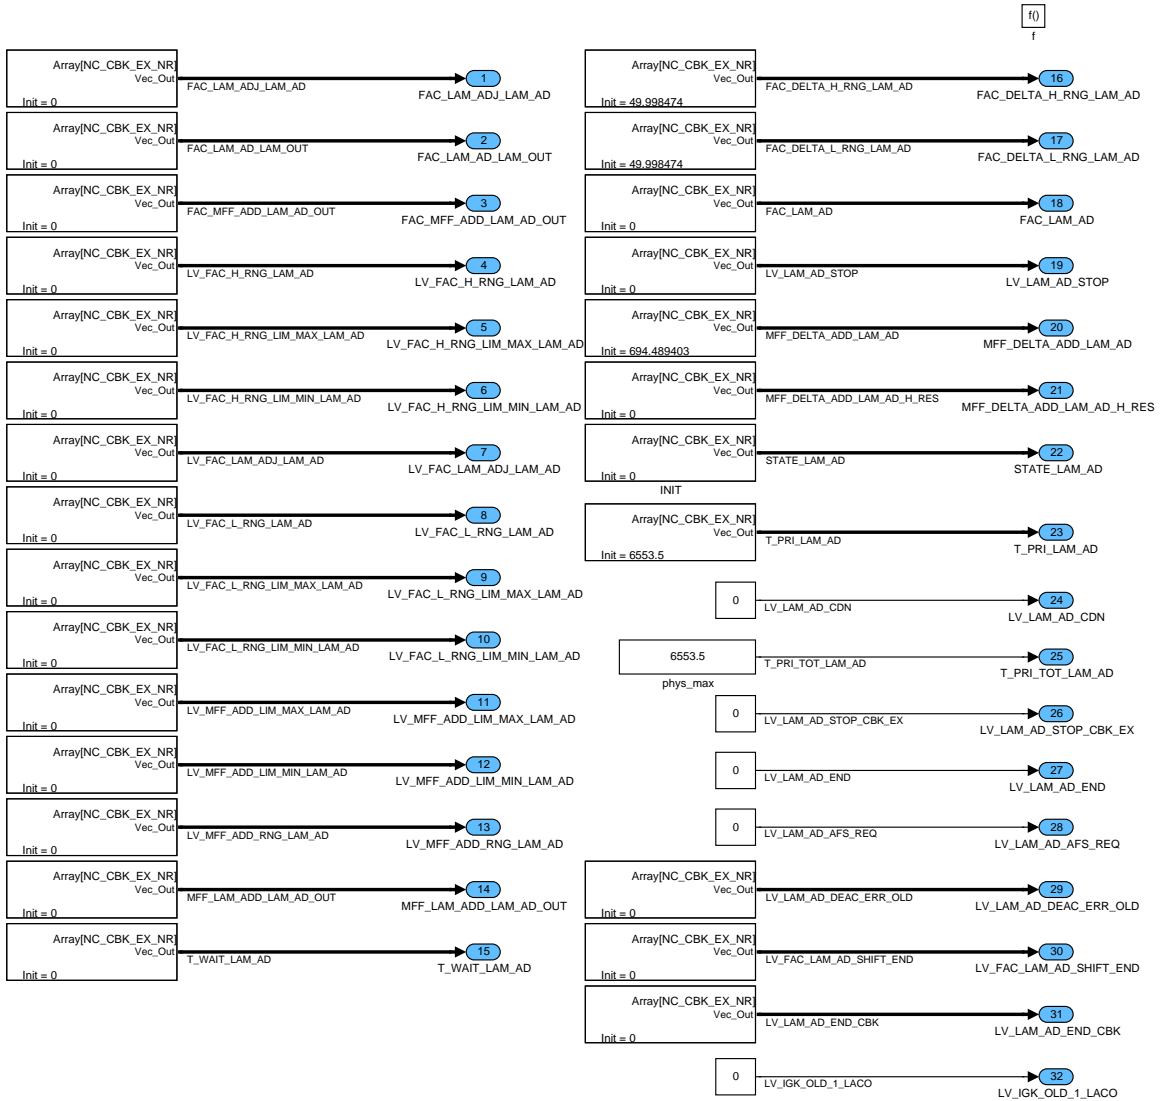 f()
f
Array[NC_CBK_EX_NR]
Vec_Out
Init = 0
FAC_LAM_ADJ_LAM_AD
1
FAC_LAM_ADJ_LAM_AD
Array[NC_CBK_EX_NR]
Vec_Out
Init = 0
FAC_LAM_AD_LAM_OUT
2
FAC_LAM_AD_LAM_OUT
Array[NC_CBK_EX_NR]
Vec_Out
Init = 0
FAC_MFF_ADD_LAM_AD_OUT
3
FAC_MFF_ADD_LAM_AD_OUT
Array[NC_CBK_EX_NR]
Vec_Out
Init = 0
LV_FAC_H_RNG_LAM_AD
4
LV_FAC_H_RNG_LAM_AD
Array[NC_CBK_EX_NR]
Vec_Out
Init = 0
LV_FAC_H_RNG_LIM_MAX_LAM_AD
5
LV_FAC_H_RNG_LIM_MAX_LAM_AD
Array[NC_CBK_EX_NR]
Vec_Out
Init = 0
LV_FAC_H_RNG_LIM_MIN_LAM_AD
6
LV_FAC_H_RNG_LIM_MIN_LAM_AD
Array[NC_CBK_EX_NR]
Vec_Out
Init = 0
LV_FAC_LAM_ADJ_LAM_AD
7
LV_FAC_LAM_ADJ_LAM_AD
Array[NC_CBK_EX_NR]
Vec_Out
Init = 0
LV_FAC_L_RNG_LAM_AD
8
LV_FAC_L_RNG_LAM_AD
Array[NC_CBK_EX_NR]
Vec_Out
Init = 0
LV_FAC_L_RNG_LIM_MAX_LAM_AD
9
LV_FAC_L_RNG_LIM_MAX_LAM_AD
Array[NC_CBK_EX_NR]
Vec_Out
Init = 0
LV_FAC_L_RNG_LIM_MIN_LAM_AD
10
LV_FAC_L_RNG_LIM_MIN_LAM_AD
Array[NC_CBK_EX_NR]
Vec_Out
Init = 0
LV_MFF_ADD_LIM_MAX_LAM_AD
11
LV_MFF_ADD_LIM_MAX_LAM_AD
Array[NC_CBK_EX_NR]
Vec_Out
Init = 0
LV_MFF_ADD_LIM_MIN_LAM_AD
12
LV_MFF_ADD_LIM_MIN_LAM_AD
Array[NC_CBK_EX_NR]
Vec_Out
Init = 0
LV_MFF_ADD_RNG_LAM_AD
13
LV_MFF_ADD_RNG_LAM_AD
Array[NC_CBK_EX_NR]
Vec_Out
Init = 0
MFF_LAM_ADD_LAM_AD_OUT
14
MFF_LAM_ADD_LAM_AD_OUT
Array[NC_CBK_EX_NR]
Vec_Out
Init = 0
T_WAIT_LAM_AD
15
T_WAIT_LAM_AD
Array[NC_CBK_EX_NR]
Vec_Out
Init = 49.998474
FAC_DELTA_H_RNG_LAM_AD
16
FAC_DELTA_H_RNG_LAM_AD
Array[NC_CBK_EX_NR]
Vec_Out
Init = 49.998474
FAC_DELTA_L_RNG_LAM_AD
17
FAC_DELTA_L_RNG_LAM_AD
Array[NC_CBK_EX_NR]
Vec_Out
Init = 0
FAC_LAM_AD
18
FAC_LAM_AD
Array[NC_CBK_EX_NR]
Vec_Out
Init = 0
LV_LAM_AD_STOP
19
LV_LAM_AD_STOP
Array[NC_CBK_EX_NR]
Vec_Out
Init = 694.489403
MFF_DELTA_ADD_LAM_AD
20
MFF_DELTA_ADD_LAM_AD
Array[NC_CBK_EX_NR]
Vec_Out
Init = 0
MFF_DELTA_ADD_LAM_AD_H_RES
21
MFF_DELTA_ADD_LAM_AD_H_RES
Array[NC_CBK_EX_NR]
Vec_Out
Init = 0
INIT
STATE_LAM_AD
22
STATE_LAM_AD
Array[NC_CBK_EX_NR]
Vec_Out
Init = 6553.5
T_PRI_LAM_AD
23
T_PRI_LAM_AD
0
LV_LAM_AD_CDN
24
LV_LAM_AD_CDN
6553.5
phys_max
T_PRI_TOT_LAM_AD
25
T_PRI_TOT_LAM_AD
0
LV_LAM_AD_STOP_CBK_EX
26
LV_LAM_AD_STOP_CBK_EX
0
LV_LAM_AD_END
27
LV_LAM_AD_END
0
LV_LAM_AD_AFS_REQ
28
LV_LAM_AD_AFS_REQ
Array[NC_CBK_EX_NR]
Vec_Out
Init = 0
LV_LAM_AD_DEAC_ERR_OLD
29
LV_LAM_AD_DEAC_ERR_OLD
Array[NC_CBK_EX_NR]
Vec_Out
Init = 0
LV_FAC_LAM_AD_SHIFT_END
30
LV_FAC_LAM_AD_SHIFT_END
Array[NC_CBK_EX_NR]
Vec_Out
Init = 0
LV_LAM_AD_END_CBK
31
LV_LAM_AD_END_CBK
0
LV_IGK_OLD_1_LACO
32
LV_IGK_OLD_1_LACO